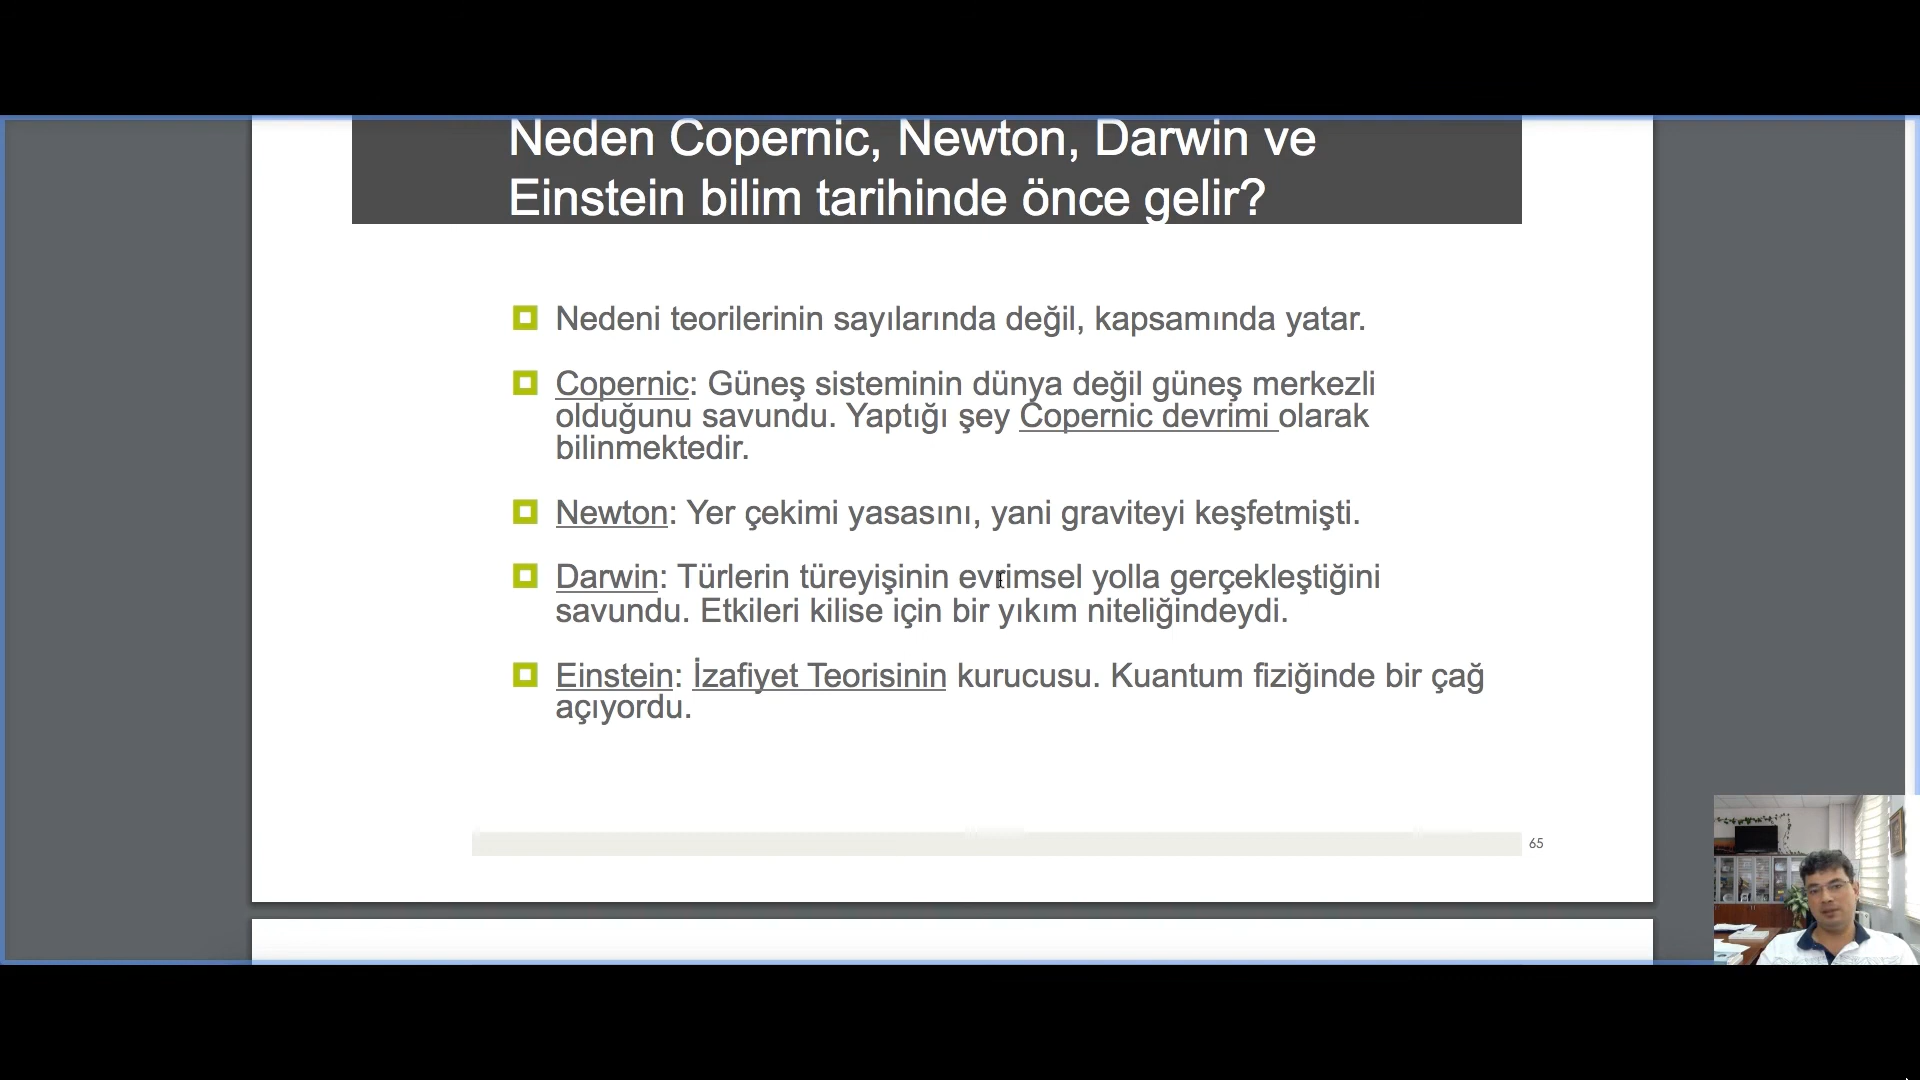 Neden Copernic, Newton, Darwin ve
Einstein bilim tarihinde önce gelir?
Nedeni teorilerinin sayılarında değil, kapsamında yatar.
Copernic: Güneş sisteminin dünya değil güneş merkezli
olduğunu savundu. Yaptığı şey Copernic devrimi olarak
bilinmektedir.
Newton: Yer çekimi yasasını, yani graviteyi keşfetmişti.
Darwin: Türlerin türeyişinin evrimsel yolla gerçekleştiğini
savundu. Etkileri kilise için bir yıkım niteliğindeydi.
Einstein: İzafiyet Teorisinin kurucusu. Kuantum fiziğinde bir çağ
açıyordu.
65